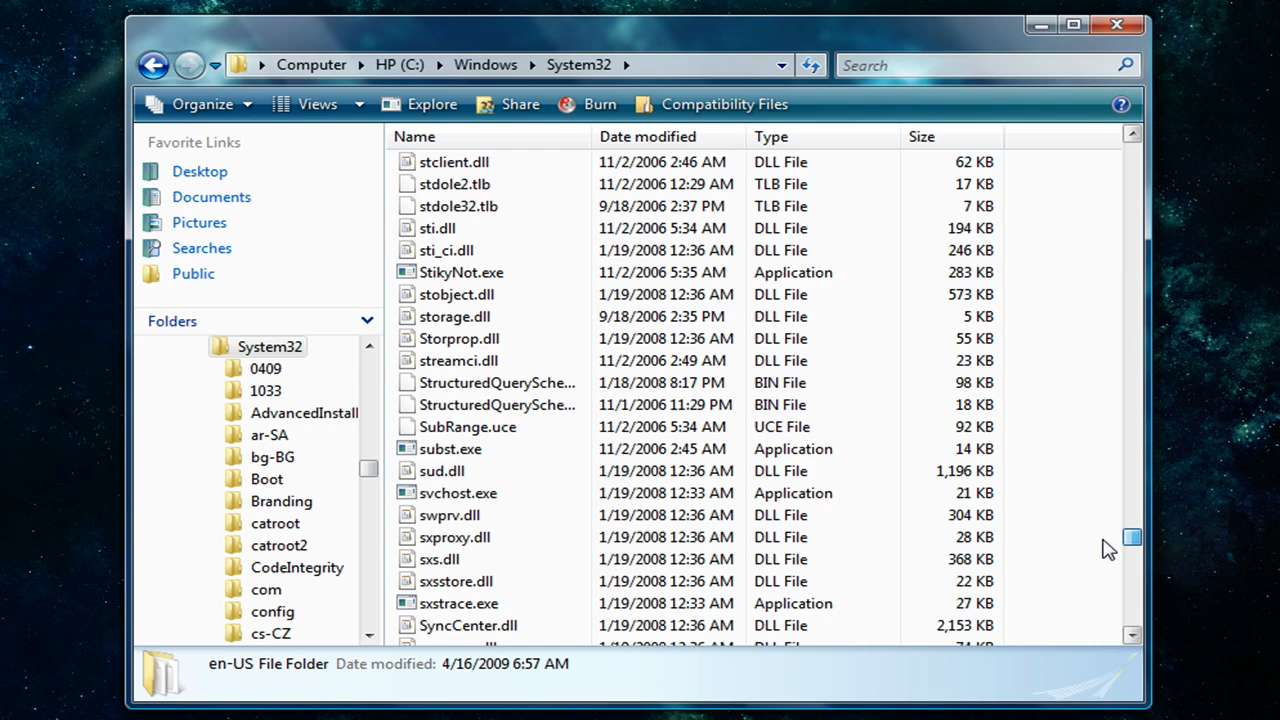 Computer HP (C:) Windows System32
Search
Organize Views Explore Share Burn Compatibility Files
Favorite Links
Desktop
Documents
Pictures
Searches
Public
Folders
System32
0409
1033
AdvancedInstall
ar-SA
bg-BG
Boot
Branding
catroot
catroot2
CodeIntegrity
com
config
cs-CZ
Name Date modified Type Size
stclient.dll 11/2/2006 2:46 AM DLL File 62 KB
stdole2.tlb 11/2/2006 12:29 AM TLB File 17 KB
stdole32.tlb 9/18/2006 2:37 PM TLB File 7 KB
sti.dll 11/2/2006 5:34 AM DLL File 194 KB
sti_ci.dll 1/19/2008 12:36 AM DLL File 246 KB
StikyNot.exe 11/2/2006 5:35 AM Application 283 KB
stobject.dll 1/19/2008 12:36 AM DLL File 573 KB
storage.dll 9/18/2006 2:35 PM DLL File 5 KB
Storprop.dll 1/19/2008 12:36 AM DLL File 55 KB
streamci.dll 11/2/2006 2:49 AM DLL File 23 KB
StructuredQuerySche... 1/18/2008 8:17 PM BIN File 98 KB
StructuredQuerySche... 11/1/2006 11:29 PM BIN File 18 KB
SubRange.uce 11/2/2006 5:34 AM UCE File 92 KB
subst.exe 11/2/2006 2:45 AM Application 14 KB
sud.dll 1/19/2008 12:36 AM DLL File 1,196 KB
svchost.exe 1/19/2008 12:33 AM Application 21 KB
swprv.dll 1/19/2008 12:36 AM DLL File 304 KB
sxproxy.dll 1/19/2008 12:36 AM DLL File 28 KB
sxs.dll 1/19/2008 12:36 AM DLL File 368 KB
sxsstore.dll 1/19/2008 12:36 AM DLL File 22 KB
sxstrace.exe 1/19/2008 12:33 AM Application 27 KB
SyncCenter.dll 1/19/2008 12:36 AM DLL File 2,153 KB
en-US File Folder Date modified: 4/16/2009 6:57 AM